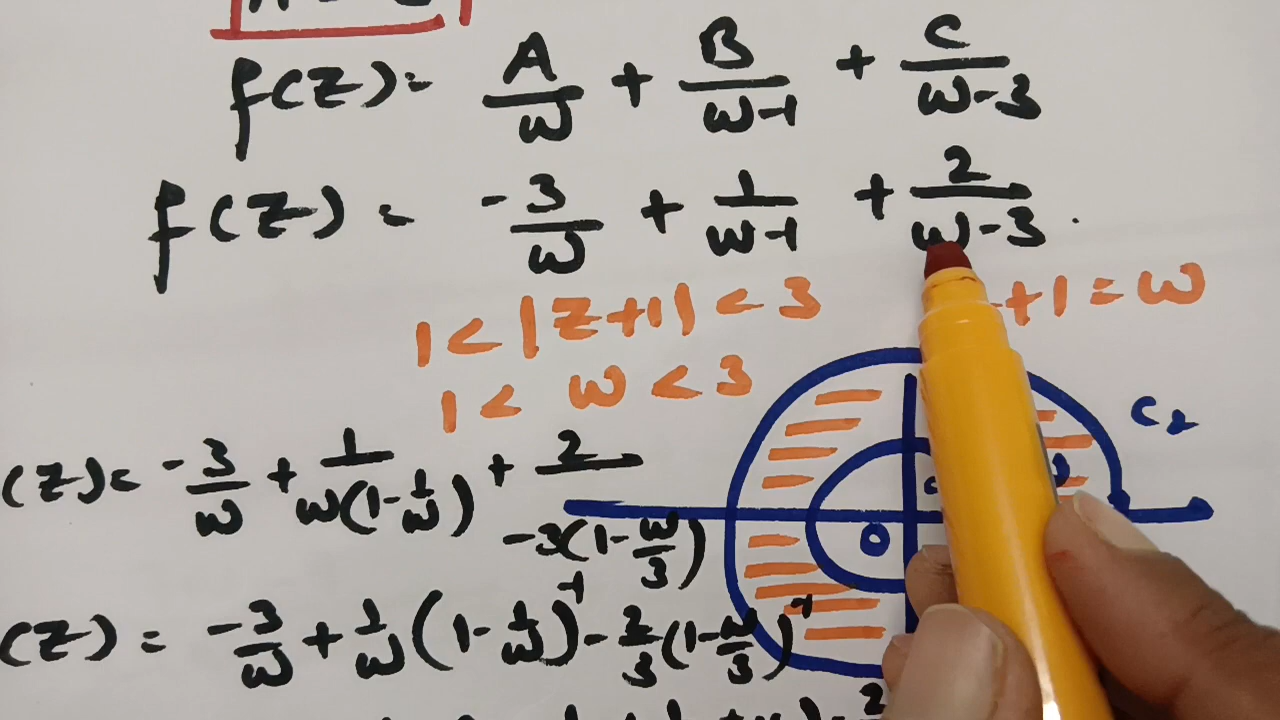 f(z) = A/w + B/w-1 + C/w-3
f(z) = -3/w + 1/w-1 + 2/w-3 .
1 < |z+1| < 3 +1 = w
1 < w < 3
C2
(z) = -3/w + 1/w(1-1/w) + 2/-3(1-w/3)
(z) = -3/w + 1/w (1-1/w)^-1 - 2/3 (1-w/3)^-1